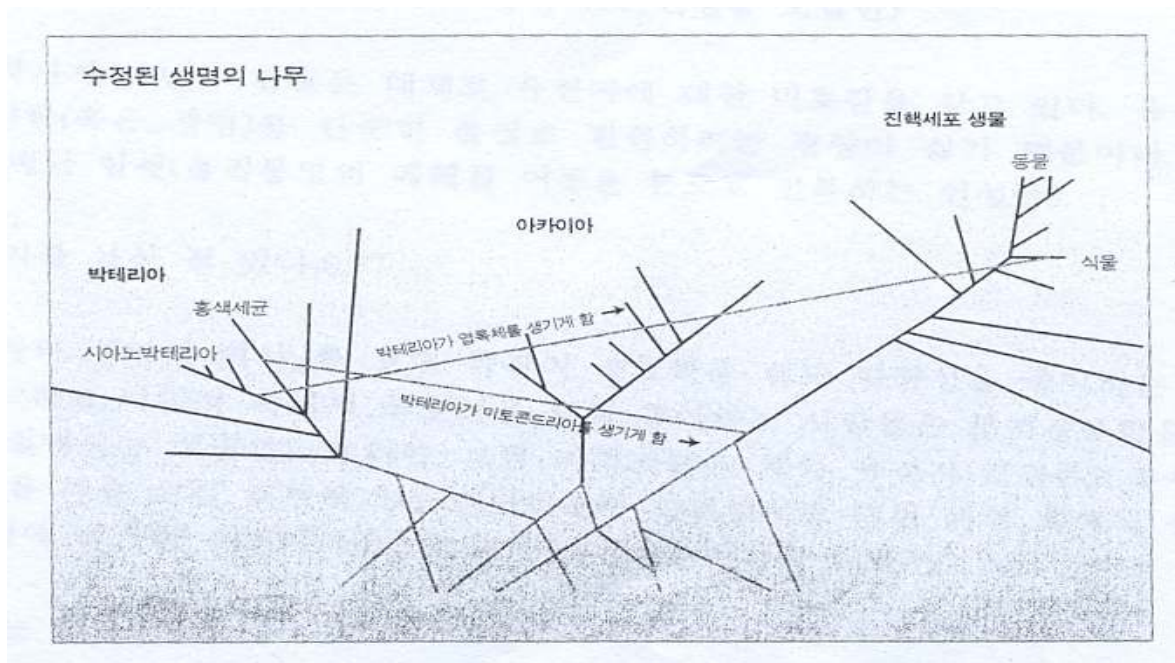 수정된 생명의 나무
진핵세포 생물
동물
아카이아
식물
박테리아
홍색세균
박테리아가 엽록체를 생기게 함 →
시아노박테리아
박테리아가 미토콘드리아를 생기게 함 →